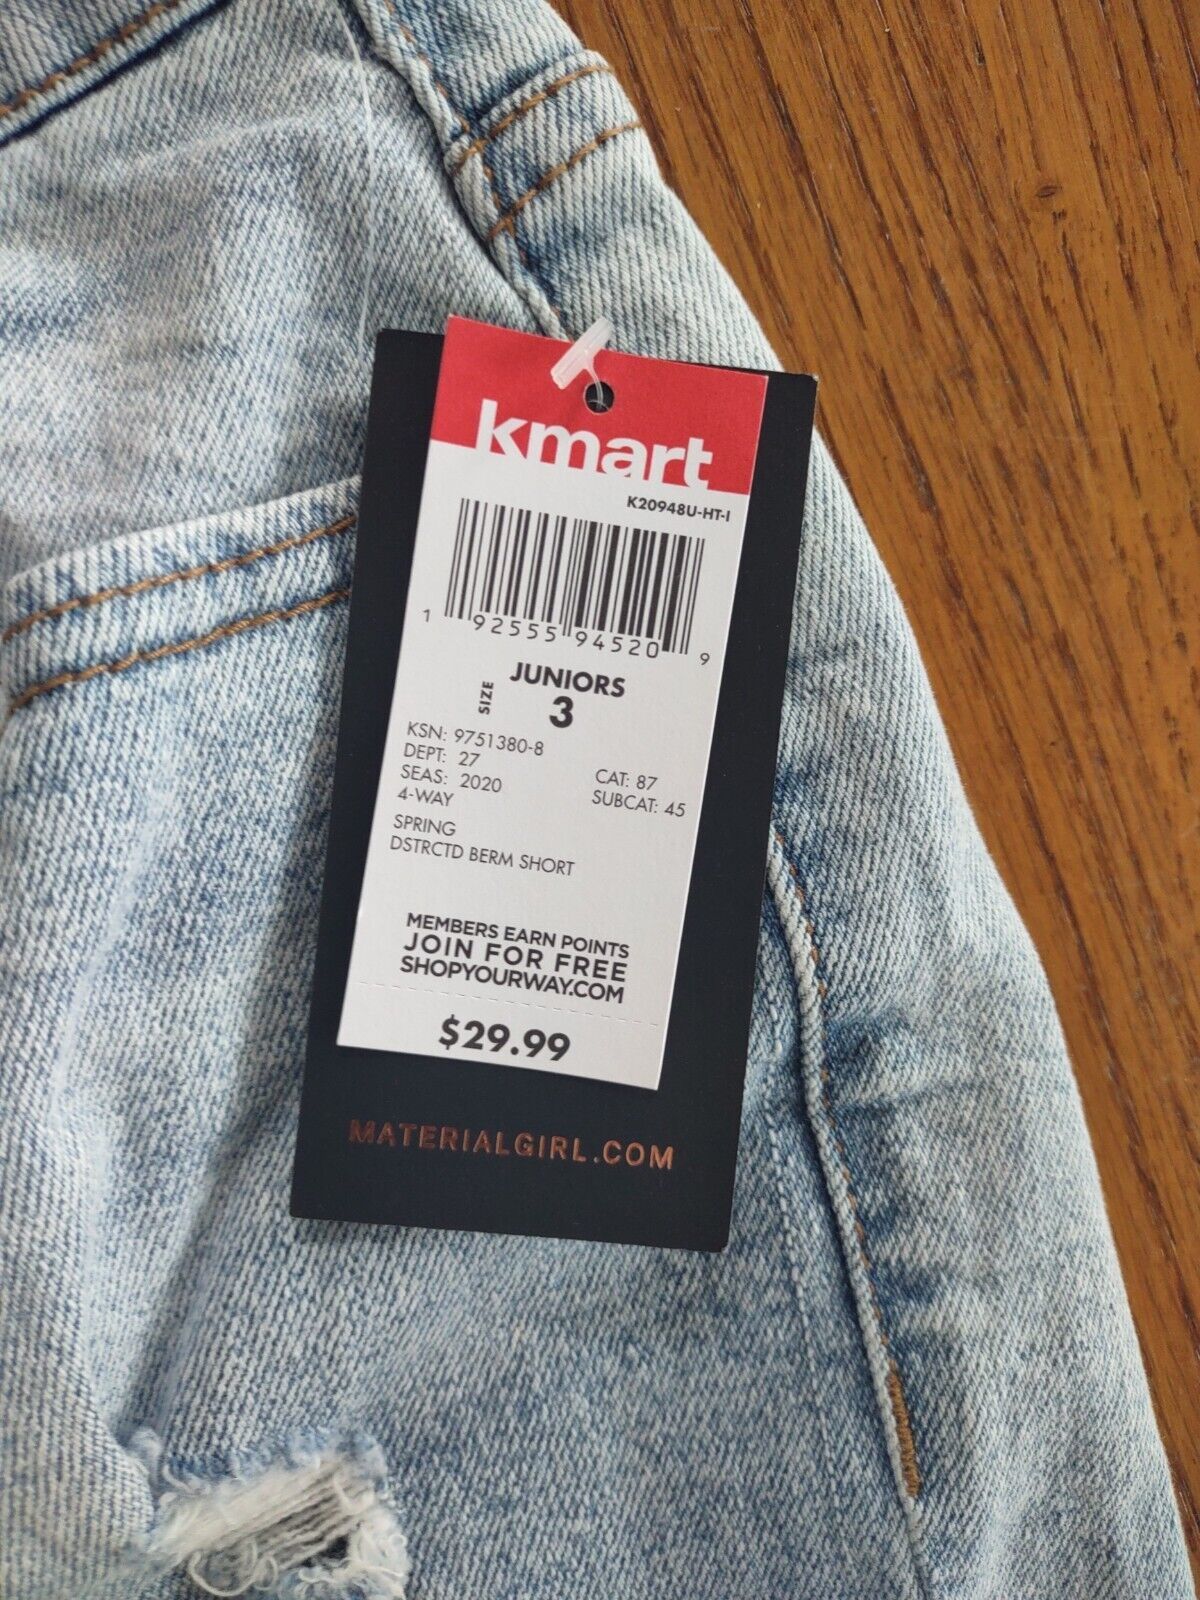 kmart
K20948U-HT-I
1 92555 94520 9
JUNIORS
SIZE 3
KSN: 9751380-8
DEPT: 27 CAT: 87
SEAS: 2020 SUBCAT: 45
4-WAY
SPRING
DSTRCTD BERM SHORT
MEMBERS EARN POINTS
JOIN FOR FREE
SHOPYOURWAY.COM
$29.99
MATERIALGIRL.COM